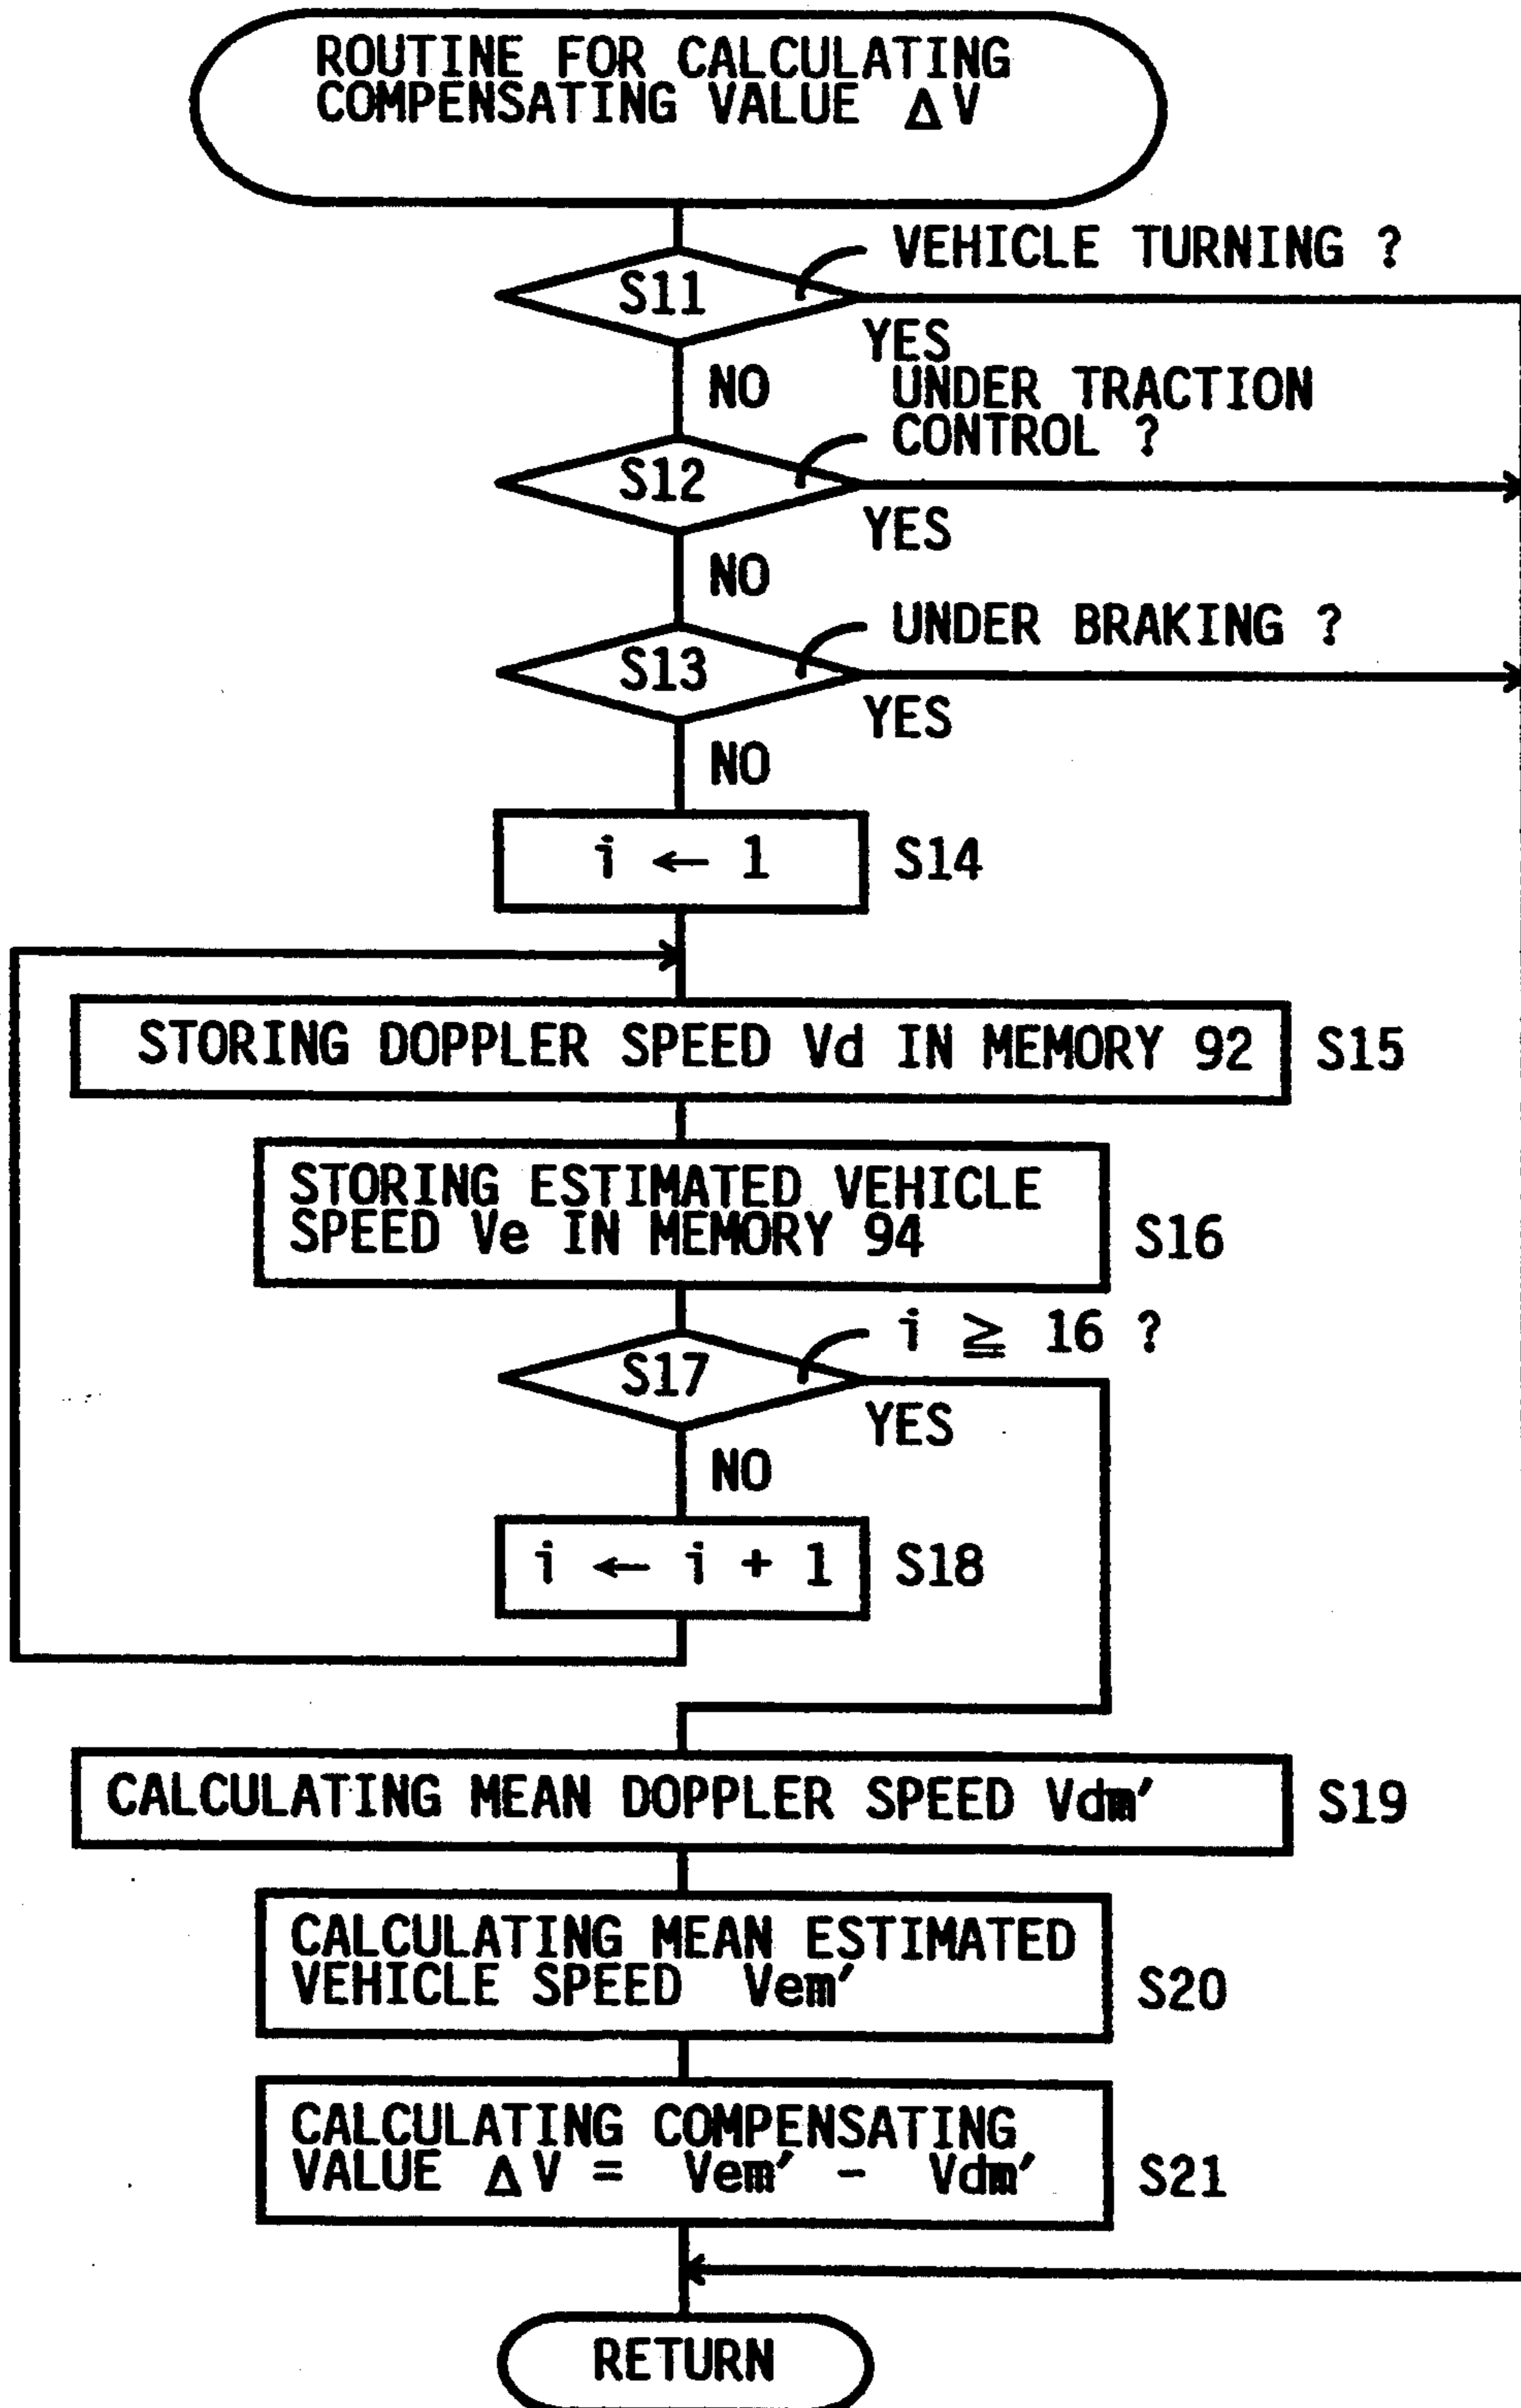 ROUTINE FOR CALCULATING
COMPENSATING VALUE ΔV
VEHICLE TURNING ?
S11
YES
NO
UNDER TRACTION
CONTROL ?
S12
YES
NO
UNDER BRAKING ?
S13
YES
NO
i ← 1
S14
STORING DOPPLER SPEED Vd IN MEMORY 92
S15
STORING ESTIMATED VEHICLE
SPEED Ve IN MEMORY 94
S16
i ≧ 16 ?
S17
YES
NO
i ← i + 1
S18
CALCULATING MEAN DOPPLER SPEED Vdm′
S19
CALCULATING MEAN ESTIMATED
VEHICLE SPEED Vem′
S20
CALCULATING COMPENSATING
VALUE ΔV = Vem′ - Vdm′
S21
RETURN